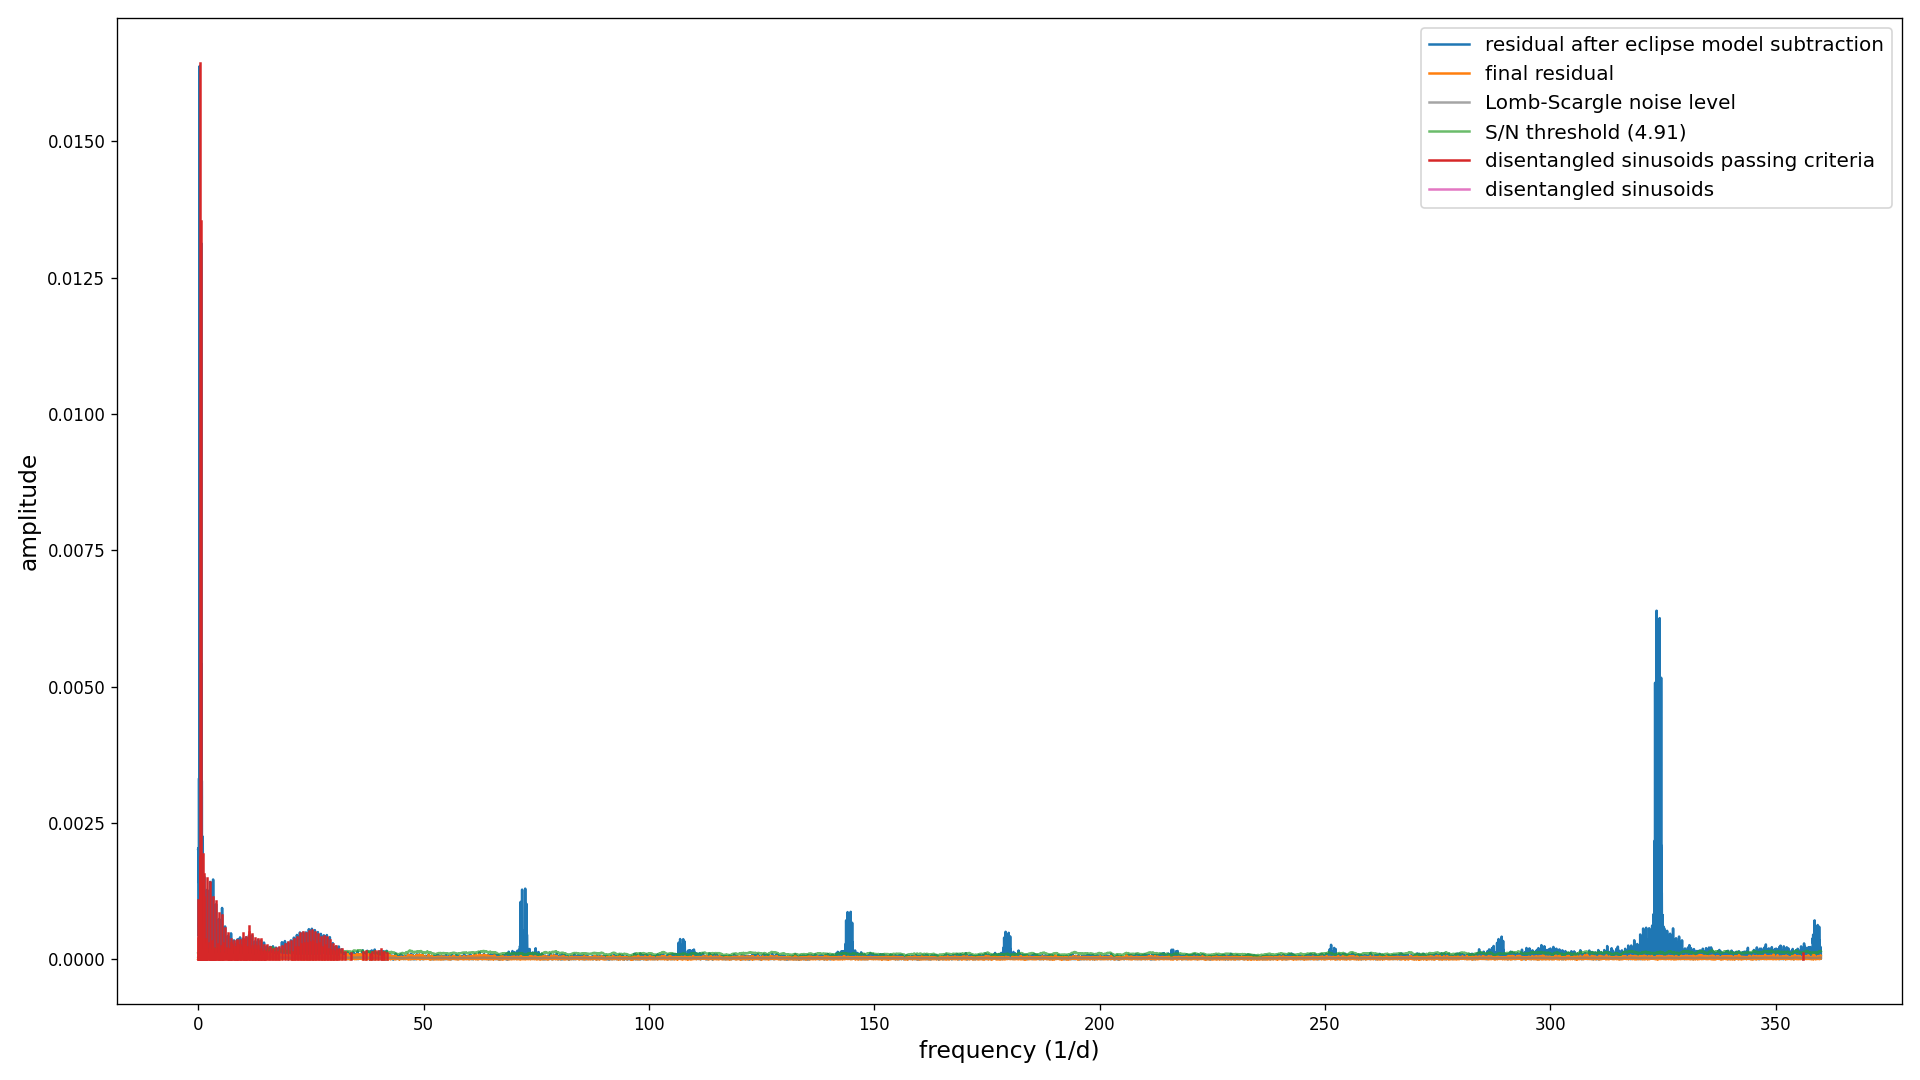 residual after eclipse model subtraction
final residual
Lomb-Scargle noise level
S/N threshold (4.91)
disentangled sinusoids passing criteria
disentangled sinusoids
0.0150
0.0125
0.0100
0.0075
0.0050
0.0025
0.0000
amplitude
0 50 100 150 200 250 300 350
frequency (1/d)